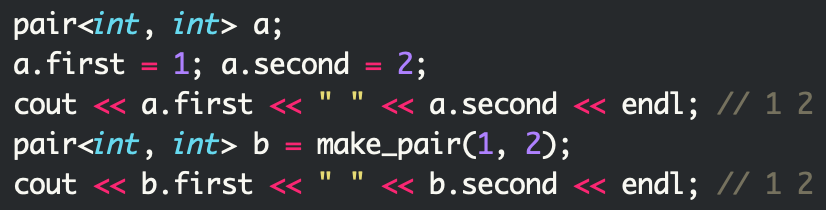 pair<int, int> a;
a.first = 1; a.second = 2;
cout << a.first << " " << a.second << endl; // 1 2
pair<int, int> b = make_pair(1, 2);
cout << b.first << " " << b.second << endl; // 1 2